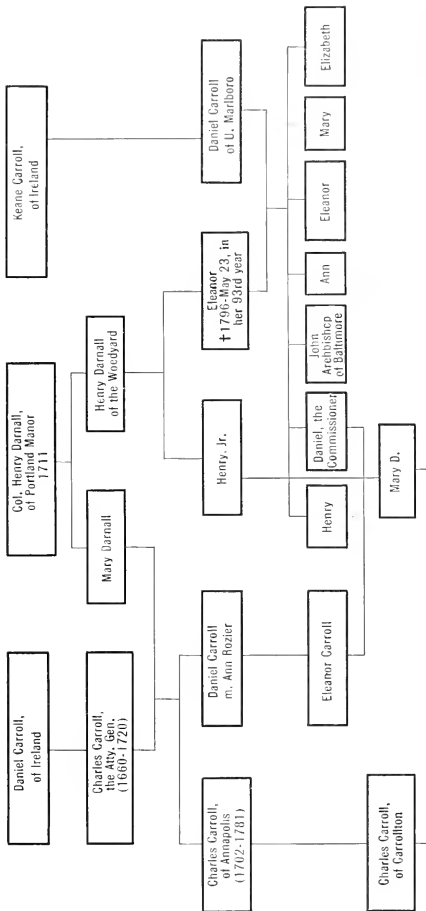 Daniel Carroll,
of Ireland
Col. Henry Darnall,
of Portland Manor
1711
Keane Carroll,
of Ireland
Charles Carroll,
the Atty. Gen.
(1660-1720)
Mary Darnall
Henry Darnall
of the Woedyard
Charles Carroll,
of Annapolis
(1702-1781)
Daniel Carroll
m. Ann Rozier
Henry, Jr.
Eleanor
†1796-May 23, in
her 93rd year
Daniel Carroll
of U. Marlboro
Eleanor Carroll
Henry
Daniel, the
Commissioner
John
Archbishop
of Baltimore
Ann
Eleanor
Mary
Elizabeth
Charles Carroll
of Carrollton
Mary D.